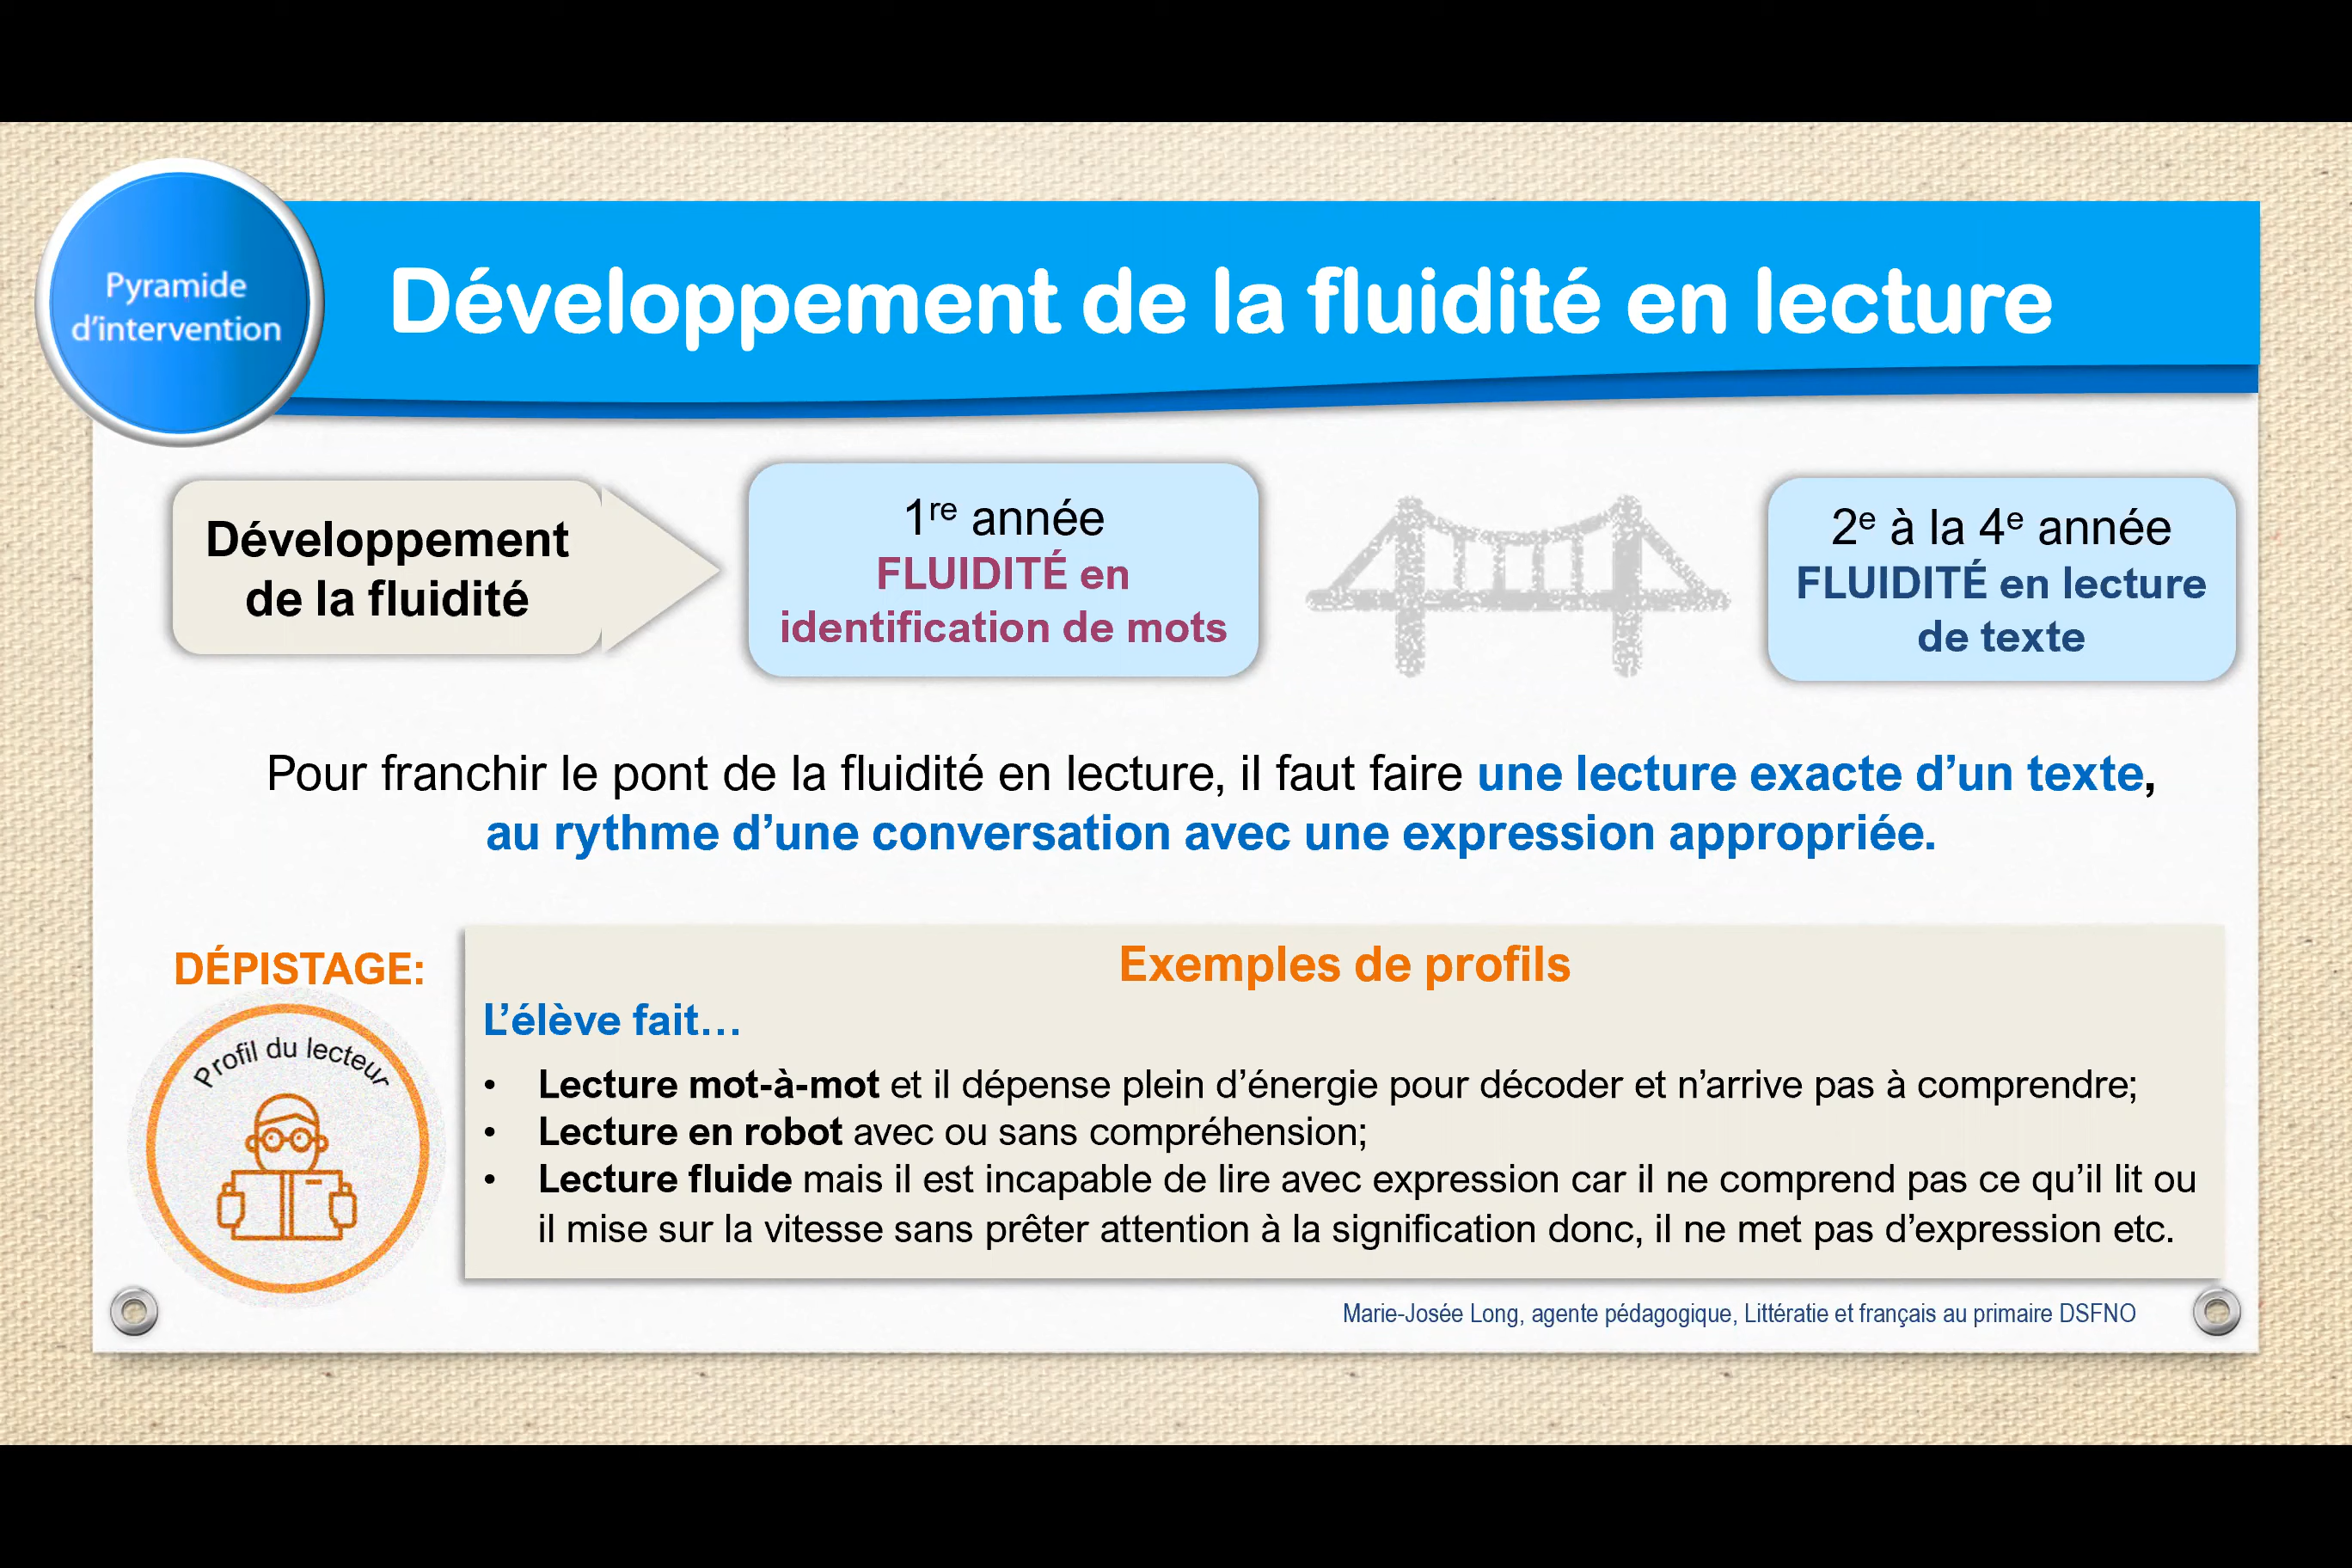 Pyramide
d’intervention
Développement de la fluidité en lecture
Développement
de la fluidité
1re année
FLUIDITÉ en
identification de mots
2e à la 4e année
FLUIDITÉ en lecture
de texte
Pour franchir le pont de la fluidité en lecture, il faut faire une lecture exacte d’un texte,
au rythme d’une conversation avec une expression appropriée.
DÉPISTAGE:
Profil du lecteur
Exemples de profils
L’élève fait…
• Lecture mot-à-mot et il dépense plein d’énergie pour décoder et n’arrive pas à comprendre;
• Lecture en robot avec ou sans compréhension;
• Lecture fluide mais il est incapable de lire avec expression car il ne comprend pas ce qu’il lit ou
il mise sur la vitesse sans prêter attention à la signification donc, il ne met pas d’expression etc.
Marie-Josée Long, agente pédagogique, Littératie et français au primaire DSFNO